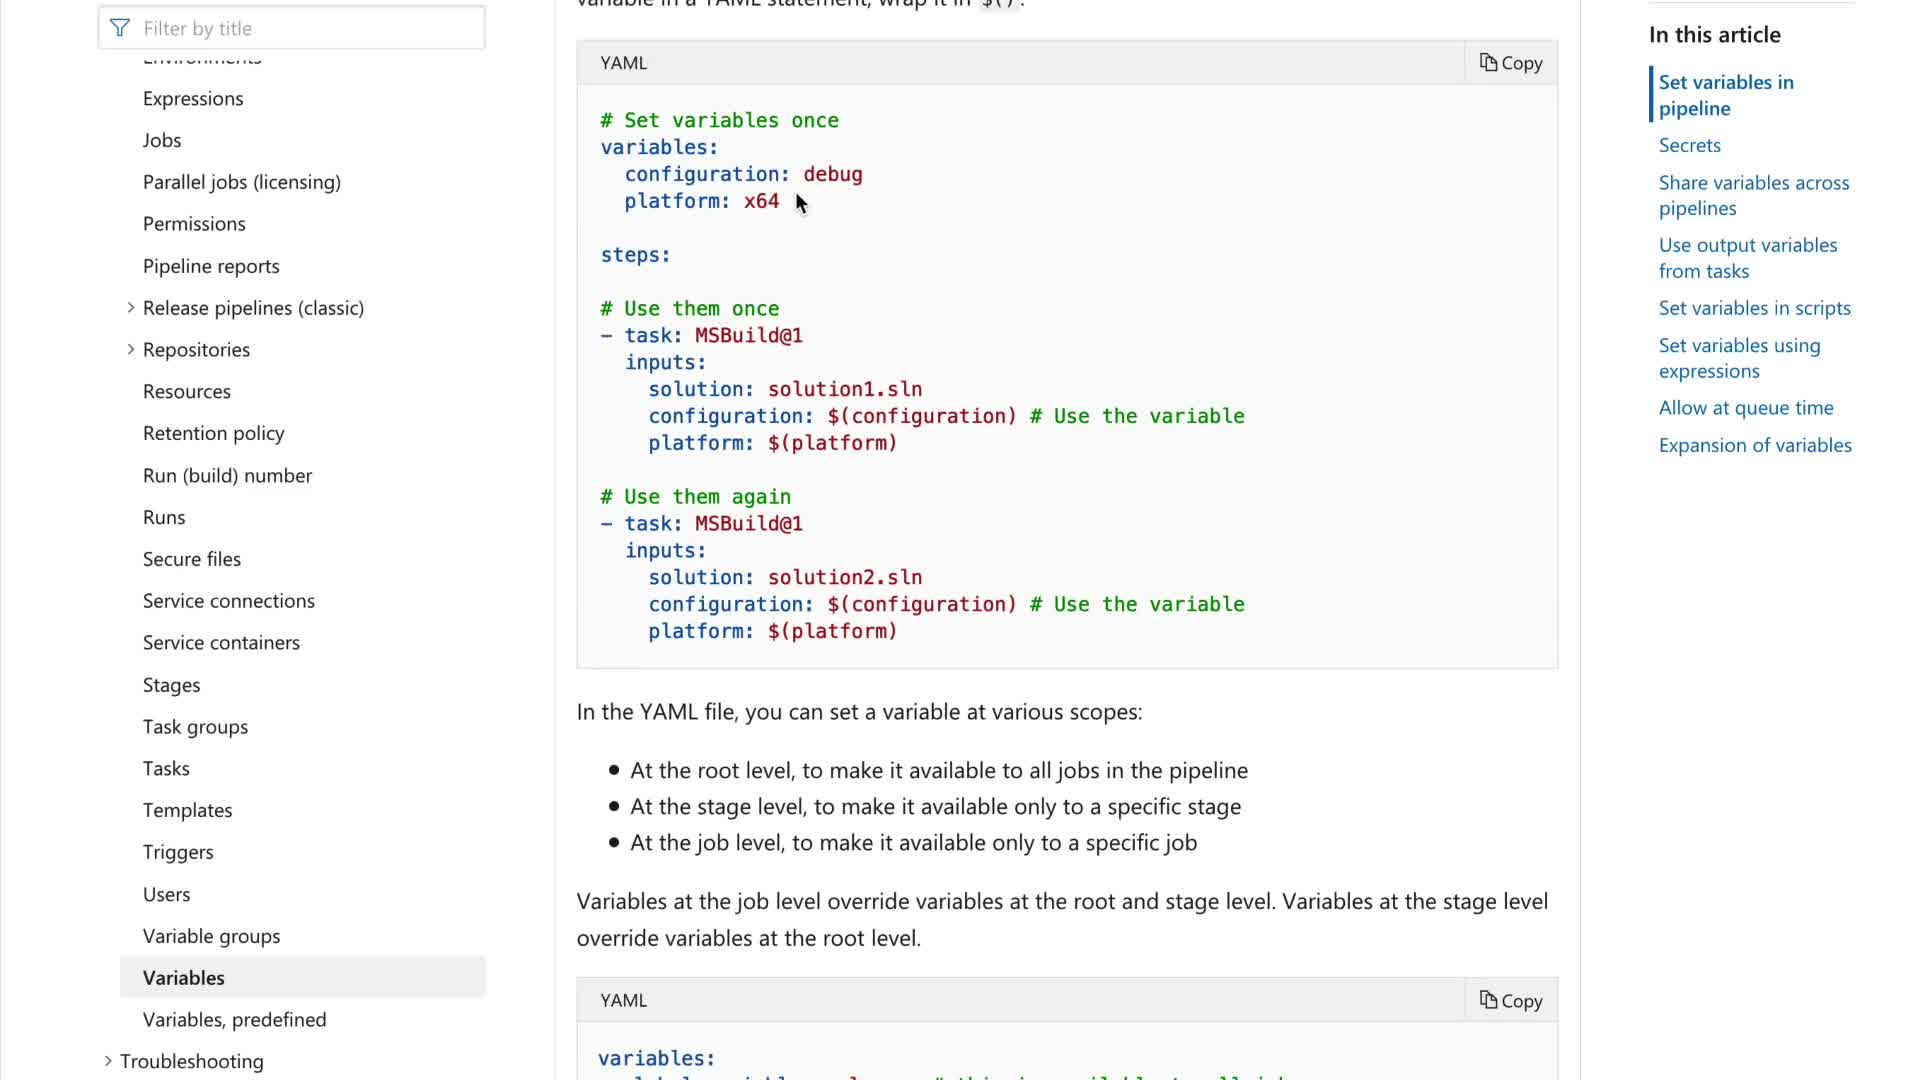 Filter by title
Environments
Expressions
Jobs
Parallel jobs (licensing)
Permissions
Pipeline reports
Release pipelines (classic)
Repositories
Resources
Retention policy
Run (build) number
Runs
Secure files
Service connections
Service containers
Stages
Task groups
Tasks
Templates
Triggers
Users
Variable groups
Variables
Variables, predefined
Troubleshooting
variable in a YAML statement, wrap it in $() .
YAML
Copy
# Set variables once
variables:
  configuration: debug
  platform: x64
steps:
# Use them once
- task: MSBuild@1
  inputs:
    solution: solution1.sln
    configuration: $(configuration) # Use the variable
    platform: $(platform)
# Use them again
- task: MSBuild@1
  inputs:
    solution: solution2.sln
    configuration: $(configuration) # Use the variable
    platform: $(platform)
In the YAML file, you can set a variable at various scopes:
• At the root level, to make it available to all jobs in the pipeline
• At the stage level, to make it available only to a specific stage
• At the job level, to make it available only to a specific job
Variables at the job level override variables at the root and stage level. Variables at the stage level
override variables at the root level.
YAML
Copy
variables:
In this article
Set variables in
pipeline
Secrets
Share variables across
pipelines
Use output variables
from tasks
Set variables in scripts
Set variables using
expressions
Allow at queue time
Expansion of variables